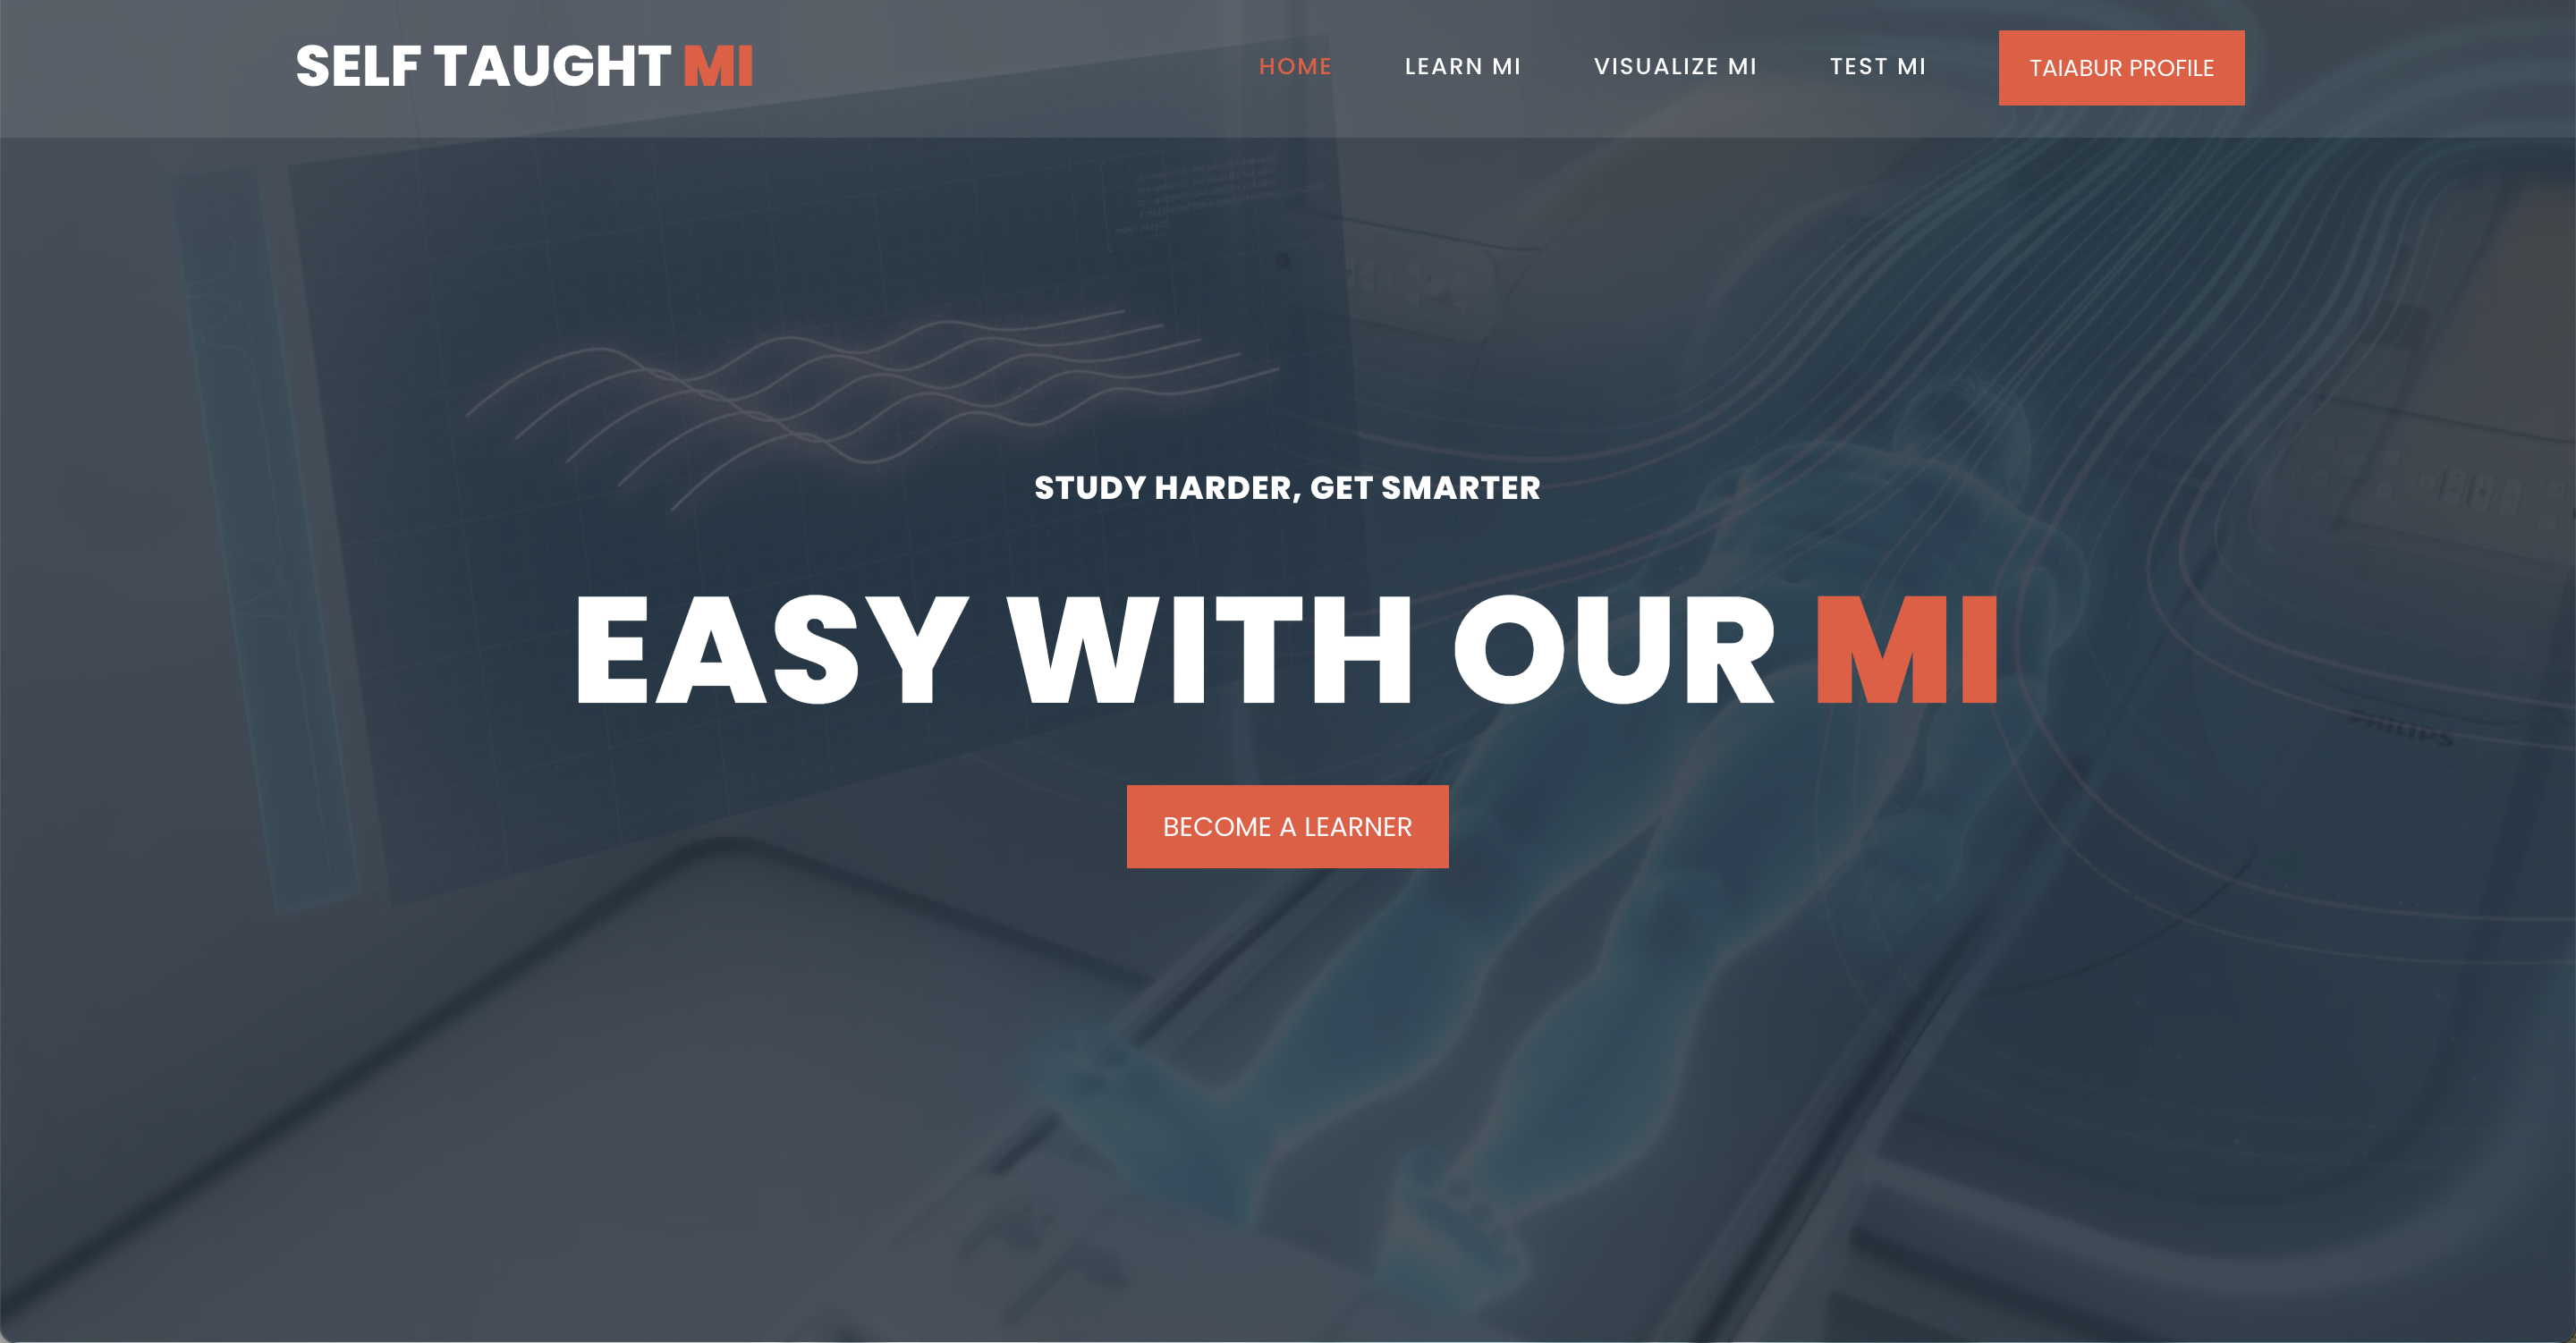 SELF TAUGHT MI
HOME
LEARN MI
VISUALIZE MI
TEST MI
TAIABUR PROFILE
STUDY HARDER, GET SMARTER
EASY WITH OUR MI
BECOME A LEARNER
PHILIPS